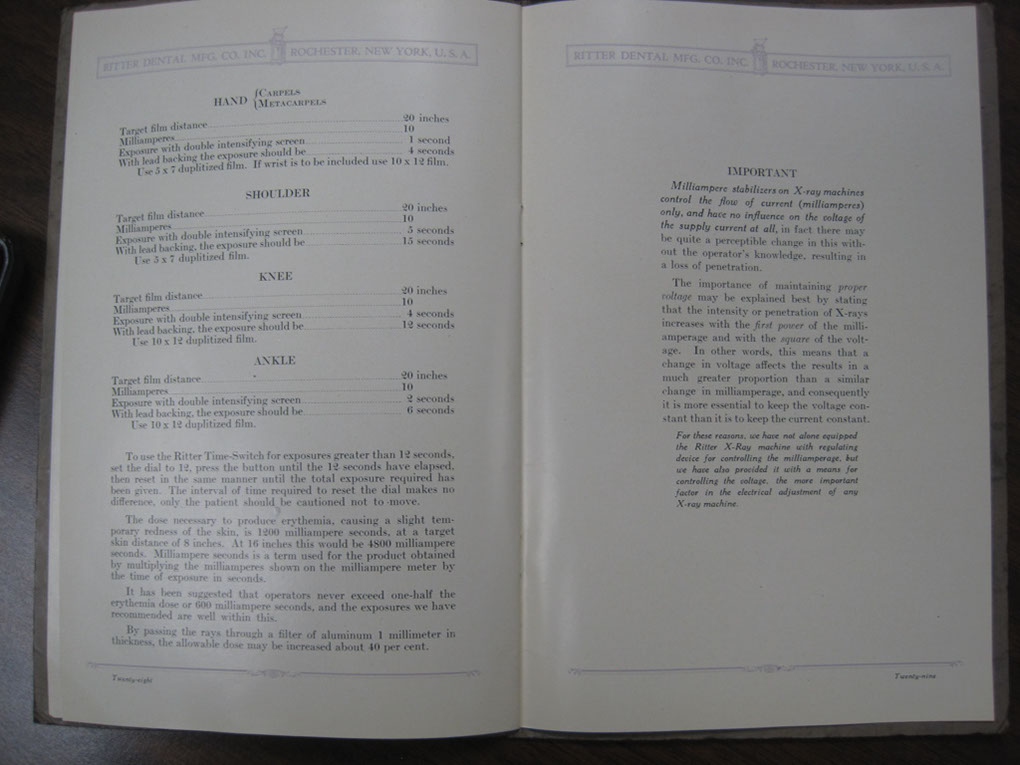 RITTER DENTAL MFG. CO. INC. ROCHESTER, NEW YORK, U. S. A.
HAND { CARPELS
METACARPELS
Target film distance 20 inches
Milliamperes 10
Exposure with double intensifying screen 1 second
With lead backing the exposure should be 4 seconds
Use 5 x 7 duplitized film. If wrist is to be included use 10 x 12 film.
SHOULDER
Target film distance 20 inches
Milliamperes 10
Exposure with double intensifying screen 5 seconds
With lead backing, the exposure should be 15 seconds
Use 5 x 7 duplitized film.
KNEE
Target film distance 20 inches
Milliamperes 10
Exposure with double intensifying screen 4 seconds
With lead backing, the exposure should be 12 seconds
Use 10 x 12 duplitized film.
ANKLE
Target film distance 20 inches
Milliamperes 10
Exposure with double intensifying screen 2 seconds
With lead backing, the exposure should be 6 seconds
Use 10 x 12 duplitized film.
To use the Ritter Time-Switch for exposures greater than 12 seconds,
set the dial to 12, press the button until the 12 seconds have elapsed,
then reset in the same manner until the total exposure required has
been given. The interval of time required to reset the dial makes no
difference, only the patient should be cautioned not to move.
The dose necessary to produce erythemia, causing a slight tem-
porary redness of the skin, is 1200 milliampere seconds, at a target
skin distance of 8 inches. At 16 inches this would be 4800 milliampere
seconds. Milliampere seconds is a term used for the product obtained
by multiplying the milliamperes shown on the milliampere meter by
the time of exposure in seconds.
It has been suggested that operators never exceed one-half the
erythemia dose or 600 milliampere seconds, and the exposures we have
recommended are well within this.
By passing the rays through a filter of aluminum 1 millimeter in
thickness, the allowable dose may be increased about 40 per cent.
Twenty-eight
RITTER DENTAL MFG. CO. INC. ROCHESTER, NEW YORK, U. S. A.
IMPORTANT
Milliampere stabilizers on X-ray machines
control the flow of current (milliamperes)
only, and have no influence on the voltage of
the supply current at all, in fact there may
be quite a perceptible change in this with-
out the operator's knowledge, resulting in
a loss of penetration.
The importance of maintaining proper
voltage may be explained best by stating
that the intensity or penetration of X-rays
increases with the first power of the milli-
amperage and with the square of the volt-
age. In other words, this means that a
change in voltage affects the results in a
much greater proportion than a similar
change in milliamperage, and consequently
it is more essential to keep the voltage con-
stant than it is to keep the current constant.
For these reasons, we have not alone equipped
the Ritter X-Ray machine with regulating
device for controlling the milliamperage, but
we have also provided it with a means for
controlling the voltage, the more important
factor in the electrical adjustment of any
X-ray machine.
Twenty-nine